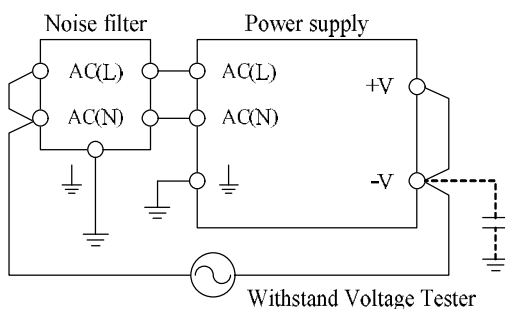 Noise filter
Power supply
AC(L)
AC(L)
+V
AC(N)
AC(N)
-V
Withstand Voltage Tester